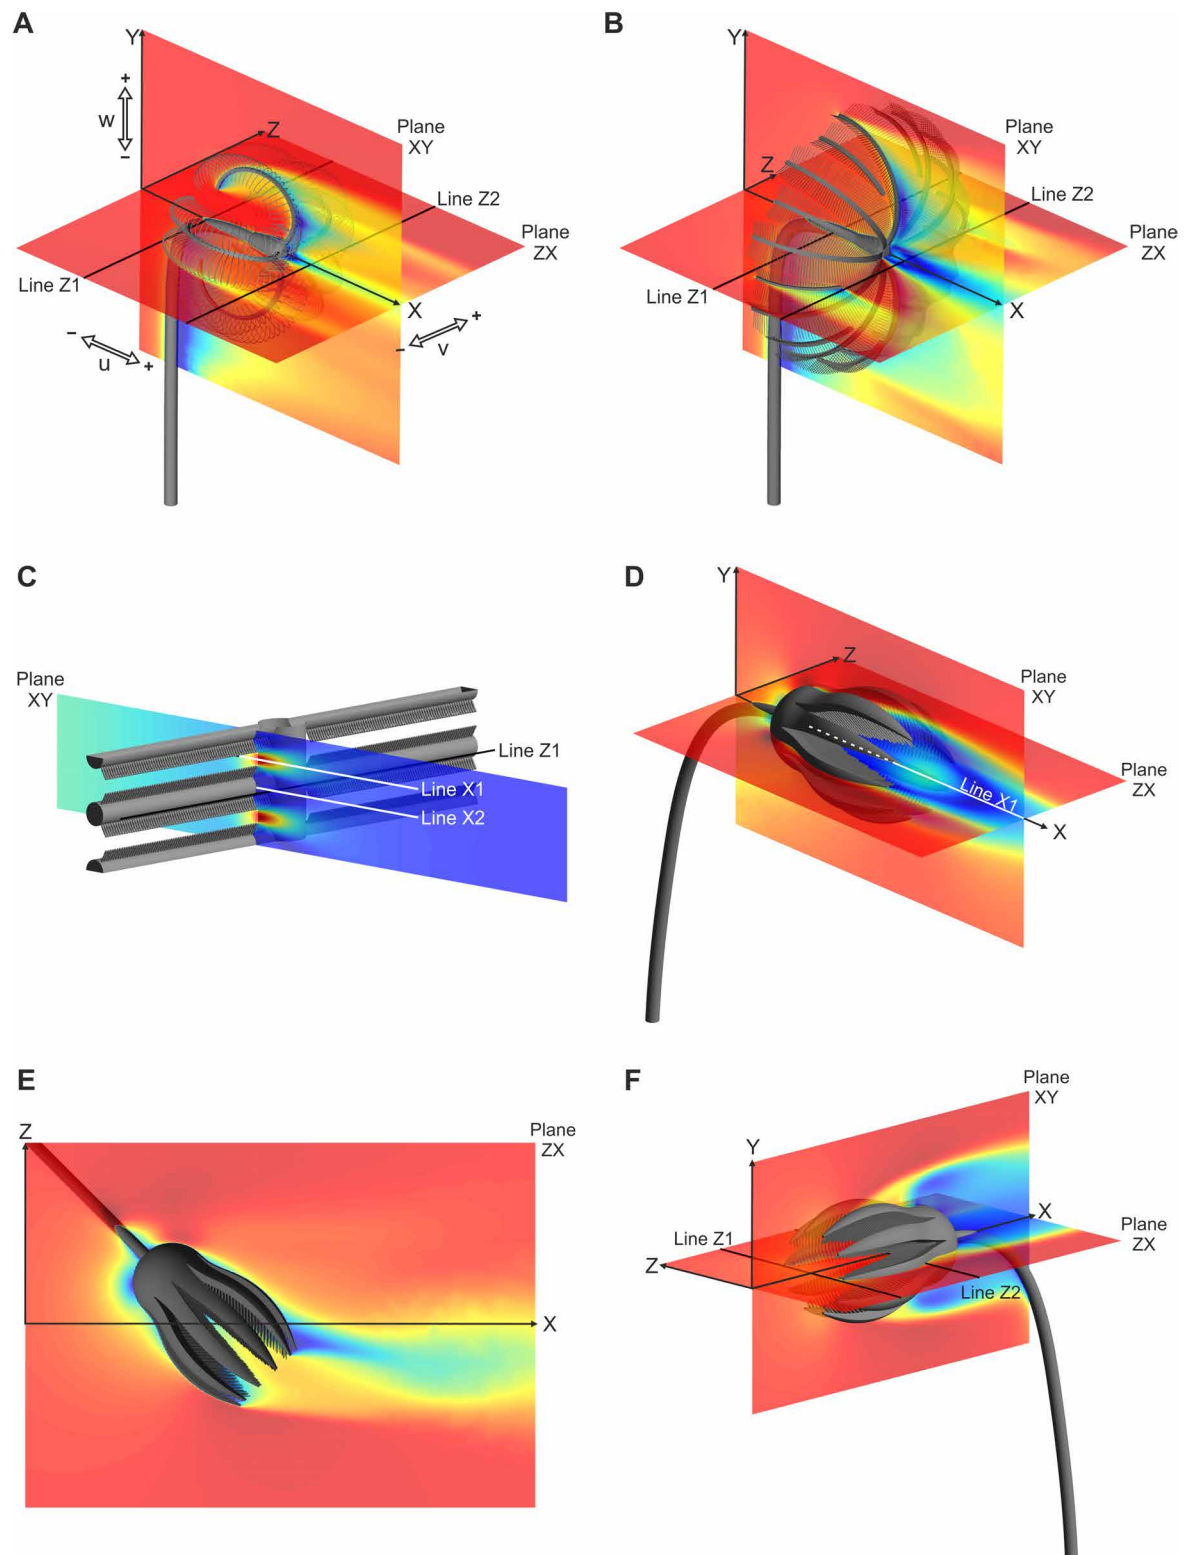 A
Y
+
w
−
Z
Plane
XY
Line Z2
Plane
ZX
Line Z1
X
−
u
+
−
v
+
B
Y
Z
Plane
XY
Line Z2
Plane
ZX
Line Z1
X
C
Plane
XY
Line Z1
Line X1
Line X2
D
Y
Z
Plane
XY
Plane
ZX
Line X1
X
E
Z
Plane
ZX
X
F
Plane
XY
Y
X
Line Z1
Plane
ZX
Z
Line Z2